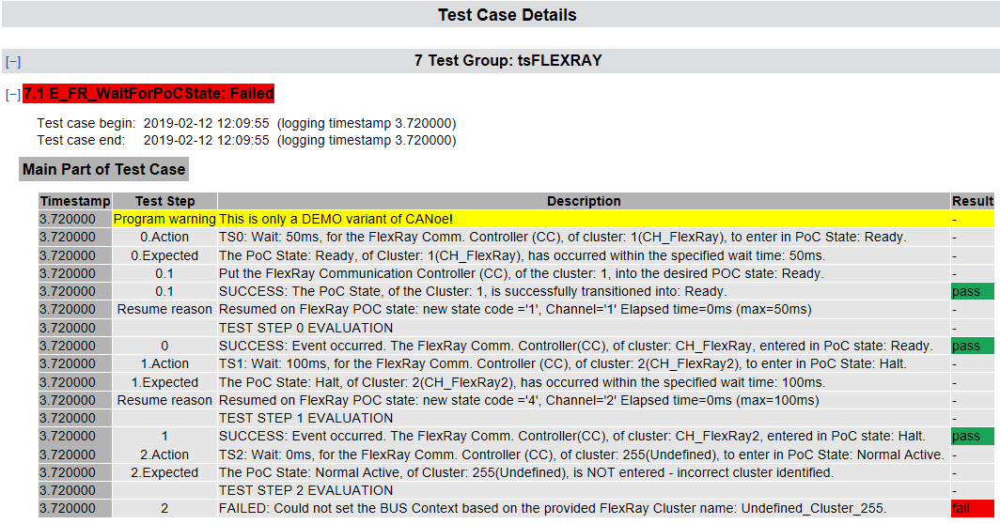 Test Case Details
[−] 7 Test Group: tsFLEXRAY
[−] 7.1 E_FR_WaitForPoCState: Failed
Test case begin: 2019-02-12 12:09:55 (logging timestamp 3.720000)
Test case end: 2019-02-12 12:09:55 (logging timestamp 3.720000)
Main Part of Test Case
Timestamp Test Step Description Result
3.720000 Program warning This is only a DEMO variant of CANoe! -
3.720000 0.Action TS0: Wait: 50ms, for the FlexRay Comm. Controller (CC), of cluster: 1(CH_FlexRay), to enter in PoC State: Ready. -
3.720000 0.Expected The PoC State: Ready, of Cluster: 1(CH_FlexRay), has occurred within the specified wait time: 50ms. -
3.720000 0.1 Put the FlexRay Communication Controller (CC), of the cluster: 1, into the desired POC state: Ready. -
3.720000 0.1 SUCCESS: The PoC State, of the Cluster: 1, is successfully transitioned into: Ready. pass
3.720000 Resume reason Resumed on FlexRay POC state: new state code ='1', Channel='1' Elapsed time=0ms (max=50ms) -
3.720000 TEST STEP 0 EVALUATION -
3.720000 0 SUCCESS: Event occurred. The FlexRay Comm. Controller(CC), of cluster: CH_FlexRay, entered in PoC state: Ready. pass
3.720000 1.Action TS1: Wait: 100ms, for the FlexRay Comm. Controller (CC), of cluster: 2(CH_FlexRay2), to enter in PoC State: Halt. -
3.720000 1.Expected The PoC State: Halt, of Cluster: 2(CH_FlexRay2), has occurred within the specified wait time: 100ms. -
3.720000 Resume reason Resumed on FlexRay POC state: new state code ='4', Channel='2' Elapsed time=0ms (max=100ms) -
3.720000 TEST STEP 1 EVALUATION -
3.720000 1 SUCCESS: Event occurred. The FlexRay Comm. Controller(CC), of cluster: CH_FlexRay2, entered in PoC state: Halt. pass
3.720000 2.Action TS2: Wait: 0ms, for the FlexRay Comm. Controller (CC), of cluster: 255(Undefined), to enter in PoC State: Normal Active. -
3.720000 2.Expected The PoC State: Normal Active, of Cluster: 255(Undefined), is NOT entered - incorrect cluster identified. -
3.720000 TEST STEP 2 EVALUATION -
3.720000 2 FAILED: Could not set the BUS Context based on the provided FlexRay Cluster name: Undefined_Cluster_255. fail